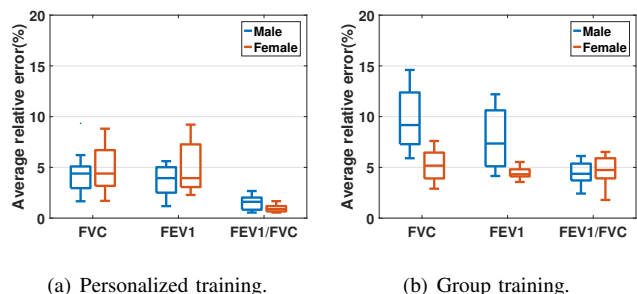 Average relative error(%)
20
15
10
5
0
Male
Female
FVC
FEV1
FEV1/FVC
(a) Personalized training.
Average relative error(%)
20
15
10
5
0
Male
Female
FVC
FEV1
FEV1/FVC
(b) Group training.